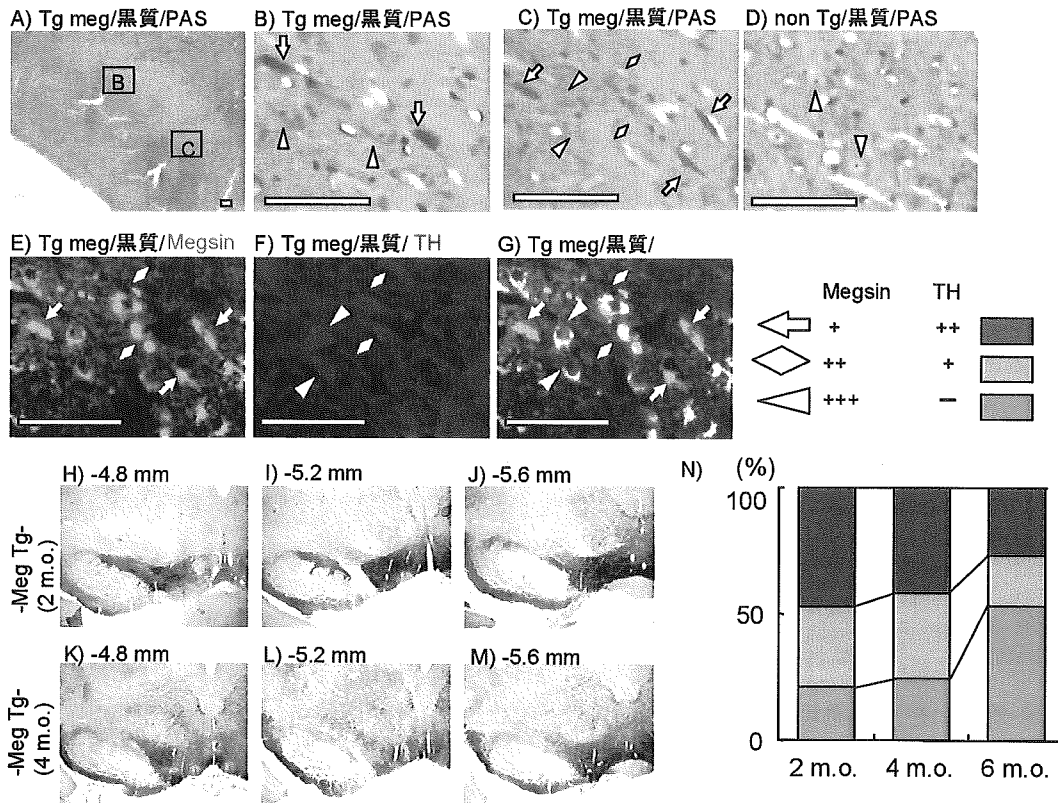 A) Tg meg/黒質/PAS
B) Tg meg/黒質/PAS
C) Tg meg/黒質/PAS
D) non Tg/黒質/PAS
B
C
E) Tg meg/黒質/Megsin
F) Tg meg/黒質/ TH
G) Tg meg/黒質/
Megsin TH
+ ++
++ +
+++ −
H) -4.8 mm
I) -5.2 mm
J) -5.6 mm
-Meg Tg-
(2 m.o.)
K) -4.8 mm
L) -5.2 mm
M) -5.6 mm
-Meg Tg-
(4 m.o.)
N) (%)
100
50
0
2 m.o. 4 m.o. 6 m.o.